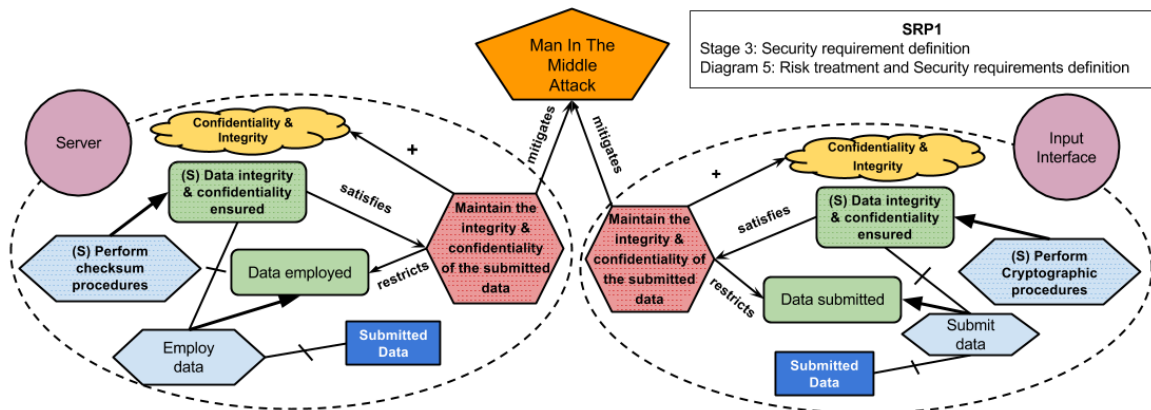 SRP1
Stage 3: Security requirement definition
Diagram 5: Risk treatment and Security requirements definition
Man In The
Middle
Attack
mitigates
mitigates
Server
Confidentiality &
Integrity
+
(S) Data integrity
& confidentiality
ensured
satisfies
Maintain the
integrity &
confidentiality
of the submitted
data
(S) Perform
checksum
procedures
Data employed
restricts
Employ
data
Submitted
Data
Input
Interface
Confidentiality &
Integrity
+
(S) Data integrity
& confidentiality
ensured
satisfies
Maintain the
integrity &
confidentiality of
the submitted
data
(S) Perform
Cryptographic
procedures
Data submitted
restricts
Submit
data
Submitted
Data